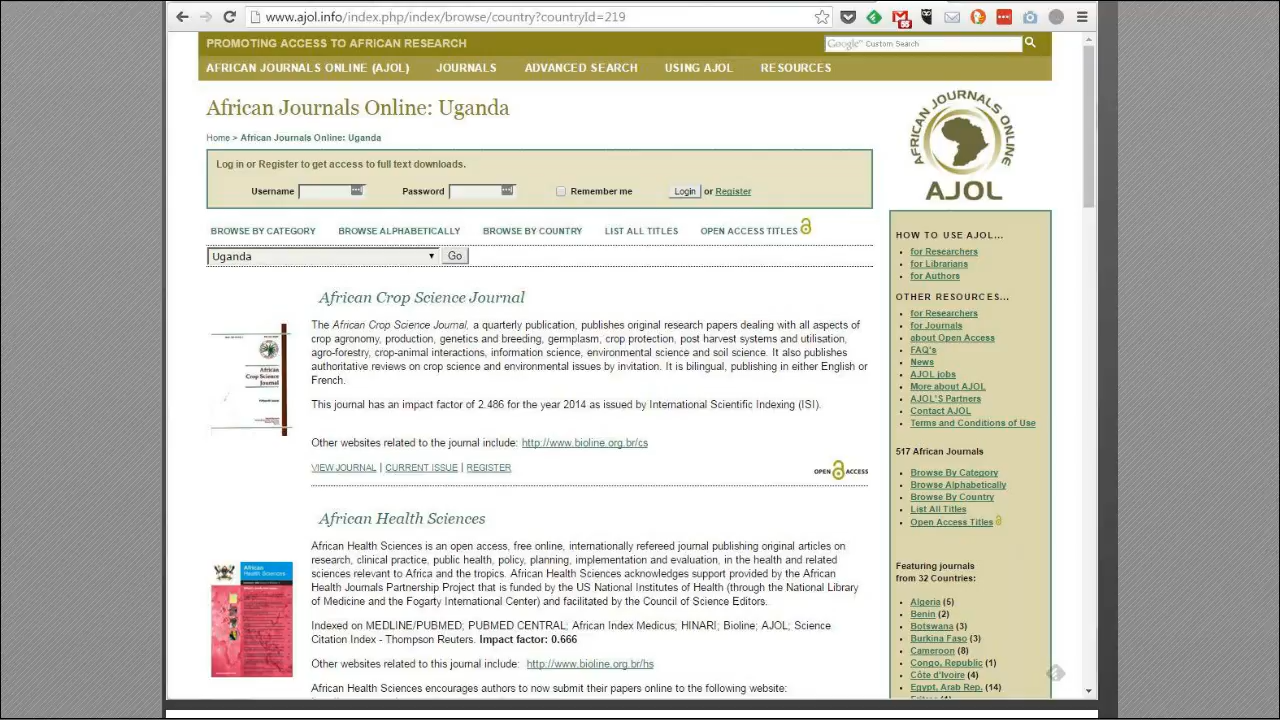 www.ajol.info/index.php/index/browse/country?countryId=219
55
PROMOTING ACCESS TO AFRICAN RESEARCH
Google Custom Search
AFRICAN JOURNALS ONLINE (AJOL) JOURNALS ADVANCED SEARCH USING AJOL RESOURCES
African Journals Online: Uganda
Home > African Journals Online: Uganda
Log in or Register to get access to full text downloads.
Username Password Remember me Login or Register
BROWSE BY CATEGORY BROWSE ALPHABETICALLY BROWSE BY COUNTRY LIST ALL TITLES OPEN ACCESS TITLES
Uganda Go
African Crop Science Journal
The African Crop Science Journal, a quarterly publication, publishes original research papers dealing with all aspects of
crop agronomy, production, genetics and breeding, germplasm, crop protection, post harvest systems and utilisation,
agro-forestry, crop-animal interactions, information science, environmental science and soil science. It also publishes
authoritative reviews on crop science and environmental issues by invitation. It is bilingual, publishing in either English or
French.
This journal has an impact factor of 2.486 for the year 2014 as issued by International Scientific Indexing (ISI).
Other websites related to the journal include: http://www.bioline.org.br/cs
VIEW JOURNAL | CURRENT ISSUE | REGISTER
OPEN ACCESS
African
Crop Science
Journal
African Health Sciences
African Health Sciences is an open access, free online, internationally refereed journal publishing original articles on
research, clinical practice, public health, policy, planning, implementation and evaluation, in the health and related
sciences relevant to Africa and the tropics. African Health Sciences acknowledges support provided by the African
Health Journals Partnership Project that is funded by the US National Institutes of Health (through the National Library
of Medicine and the Fogarty International Center) and facilitated by the Council of Science Editors.
Indexed on MEDLINE/PUBMED, PUBMED CENTRAL; African Index Medicus; HINARI; Bioline; AJOL; Science
Citation Index - Thompson Reuters. Impact factor: 0.666
Other websites related to this journal include: http://www.bioline.org.br/hs
African Health Sciences encourages authors to now submit their papers online to the following website:
African
Health Sciences
AFRICAN JOURNALS ONLINE
AJOL
HOW TO USE AJOL...
for Researchers
for Librarians
for Authors
OTHER RESOURCES...
for Researchers
for Journals
about Open Access
FAQ's
News
AJOL jobs
More about AJOL
AJOL'S Partners
Contact AJOL
Terms and Conditions of Use
517 African Journals
Browse By Category
Browse Alphabetically
Browse By Country
List All Titles
Open Access Titles
Featuring journals
from 32 Countries:
Algeria (5)
Benin (2)
Botswana (3)
Burkina Faso (3)
Cameroon (8)
Congo, Republic (1)
Côte d'Ivoire (4)
Egypt, Arab Rep. (14)